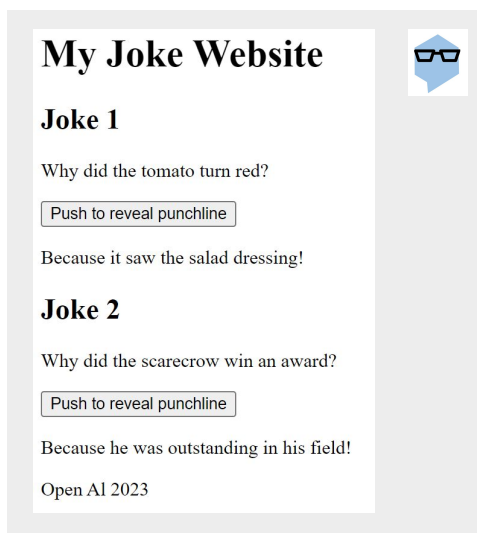 My Joke Website
Joke 1
Why did the tomato turn red?
Push to reveal punchline
Because it saw the salad dressing!
Joke 2
Why did the scarecrow win an award?
Push to reveal punchline
Because he was outstanding in his field!
Open AI 2023